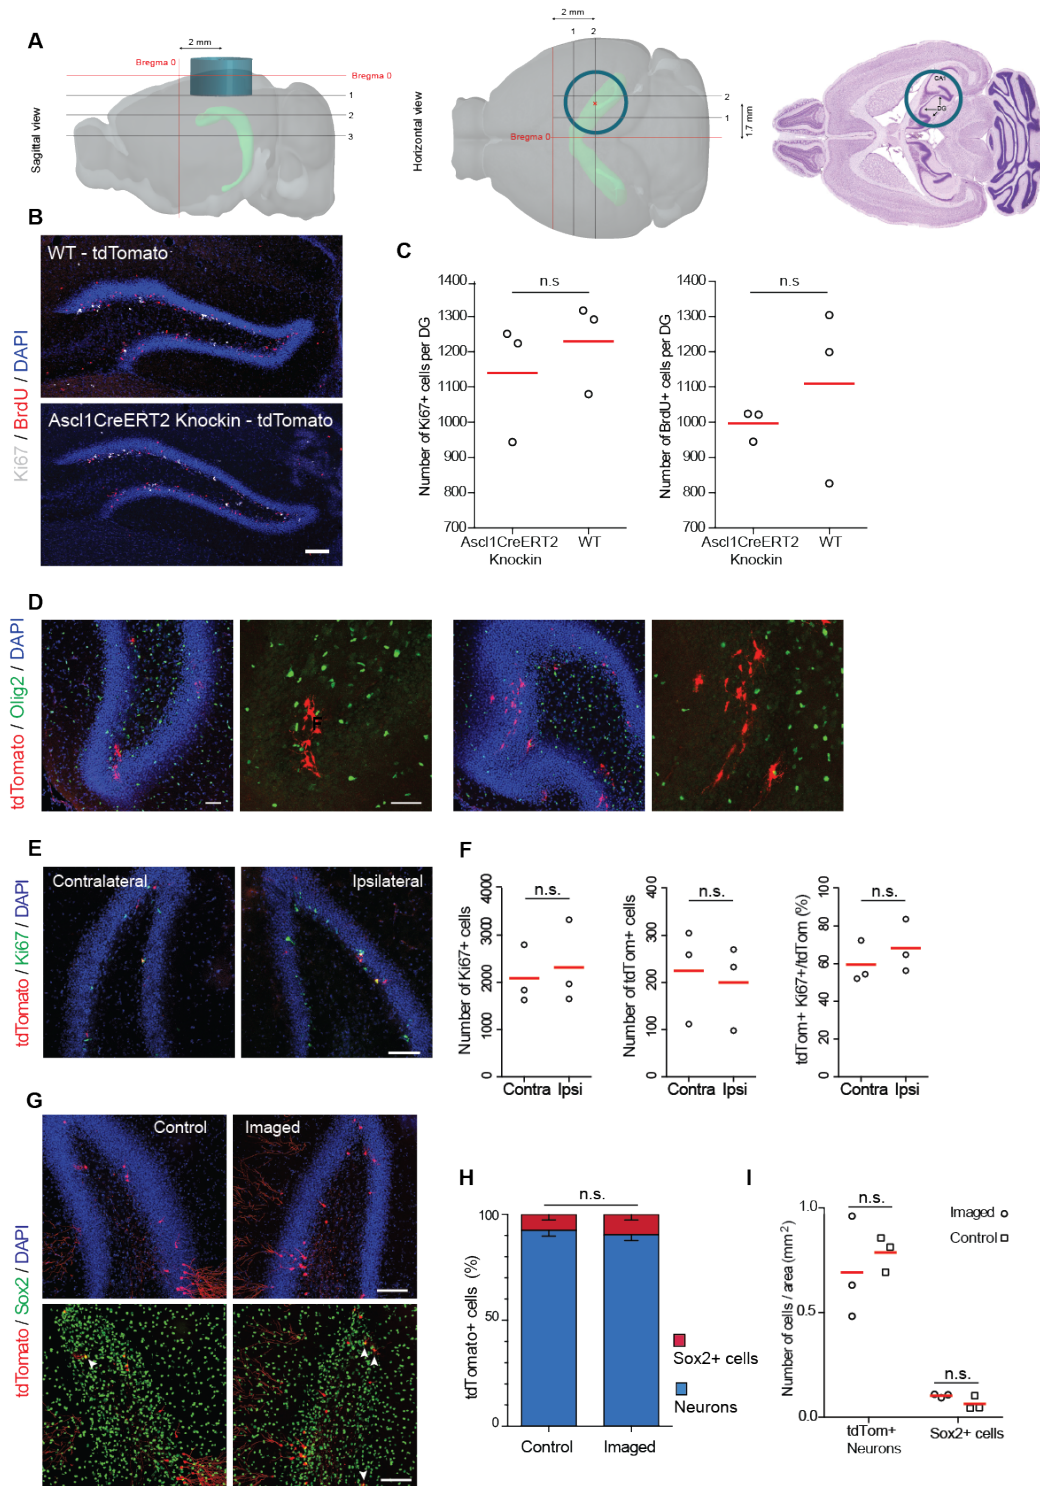 A
2 mm
Bregma 0
Bregma 0
1
2
3
Sagittal view
2 mm
1 2
2
1
Bregma 0
1.7 mm
Horizontal view
CA1
DG
B
WT - tdTomato
Ascl1CreERT2 Knockin - tdTomato
Ki67 / BrdU / DAPI
C
n.s
1400
1300
1200
1100
1000
900
800
700
Number of Ki67+ cells per DG
Ascl1CreERT2 Knockin
WT
n.s
1400
1300
1200
1100
1000
900
800
700
Number of BrdU+ cells per DG
Ascl1CreERT2 Knockin
WT
D
tdTomato / Olig2 / DAPI
E
E
Contralateral
Ipsilateral
tdTomato / Ki67 / DAPI
F
n.s.
4000
3000
2000
1000
0
Number of Ki67+ cells
Contra Ipsi
n.s.
400
300
200
100
0
Number of tdTom+ cells
Contra Ipsi
n.s.
100
80
60
40
20
0
tdTom+ Ki67+/tdTom (%)
Contra Ipsi
G
Control
Imaged
tdTomato / Sox2 / DAPI
H
n.s.
100
50
0
tdTomato+ cells (%)
Control
Imaged
Sox2+ cells
Neurons
I
n.s.
n.s.
1.0
0.5
0.0
Number of cells / area (mm²)
Imaged
Control
tdTom+ Neurons
Sox2+ cells